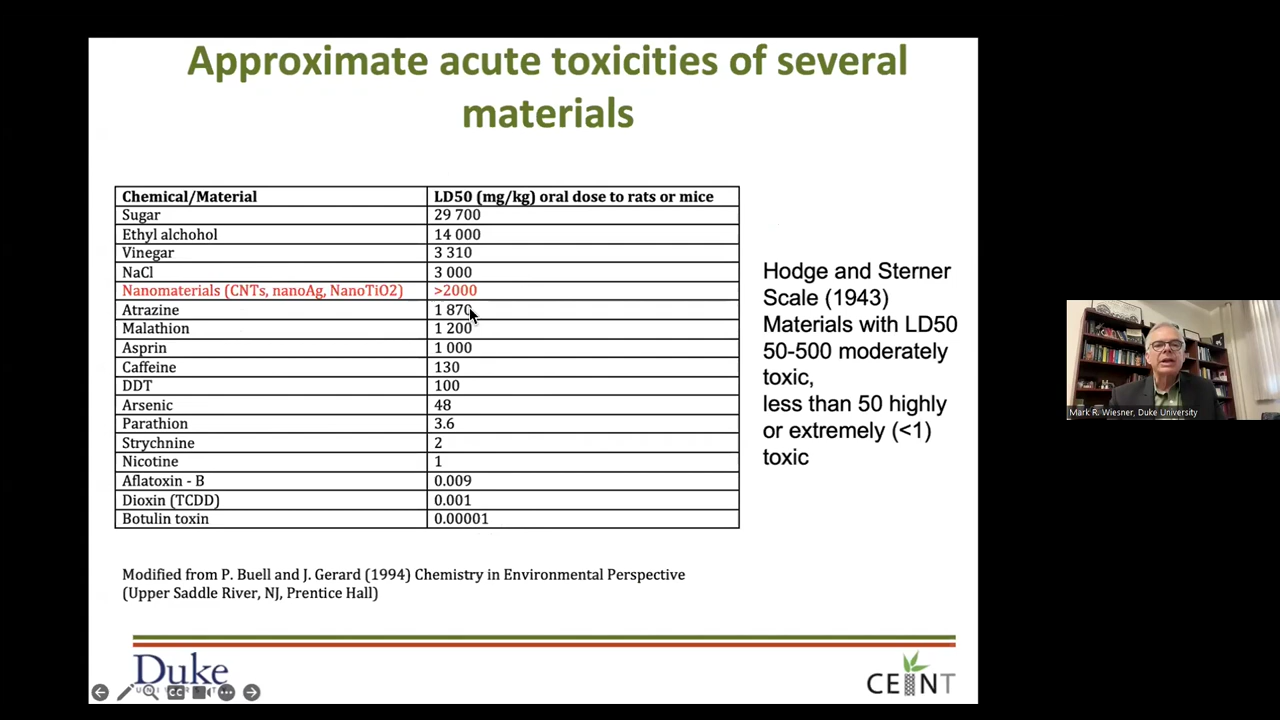 Approximate acute toxicities of several
materials
Chemical/Material LD50 (mg/kg) oral dose to rats or mice
Sugar 29 700
Ethyl alchohol 14 000
Vinegar 3 310
NaCl 3 000
Nanomaterials (CNTs, nanoAg, NanoTiO2) >2000
Atrazine 1 870
Malathion 1 200
Asprin 1 000
Caffeine 130
DDT 100
Arsenic 48
Parathion 3.6
Strychnine 2
Nicotine 1
Aflatoxin - B 0.009
Dioxin (TCDD) 0.001
Botulin toxin 0.00001
Hodge and Sterner
Scale (1943)
Materials with LD50
50-500 moderately
toxic,
less than 50 highly
or extremely (<1)
toxic
Mark R. Wiesner, Duke University
Modified from P. Buell and J. Gerard (1994) Chemistry in Environmental Perspective
(Upper Saddle River, NJ, Prentice Hall)
Duke
CC
CEINT